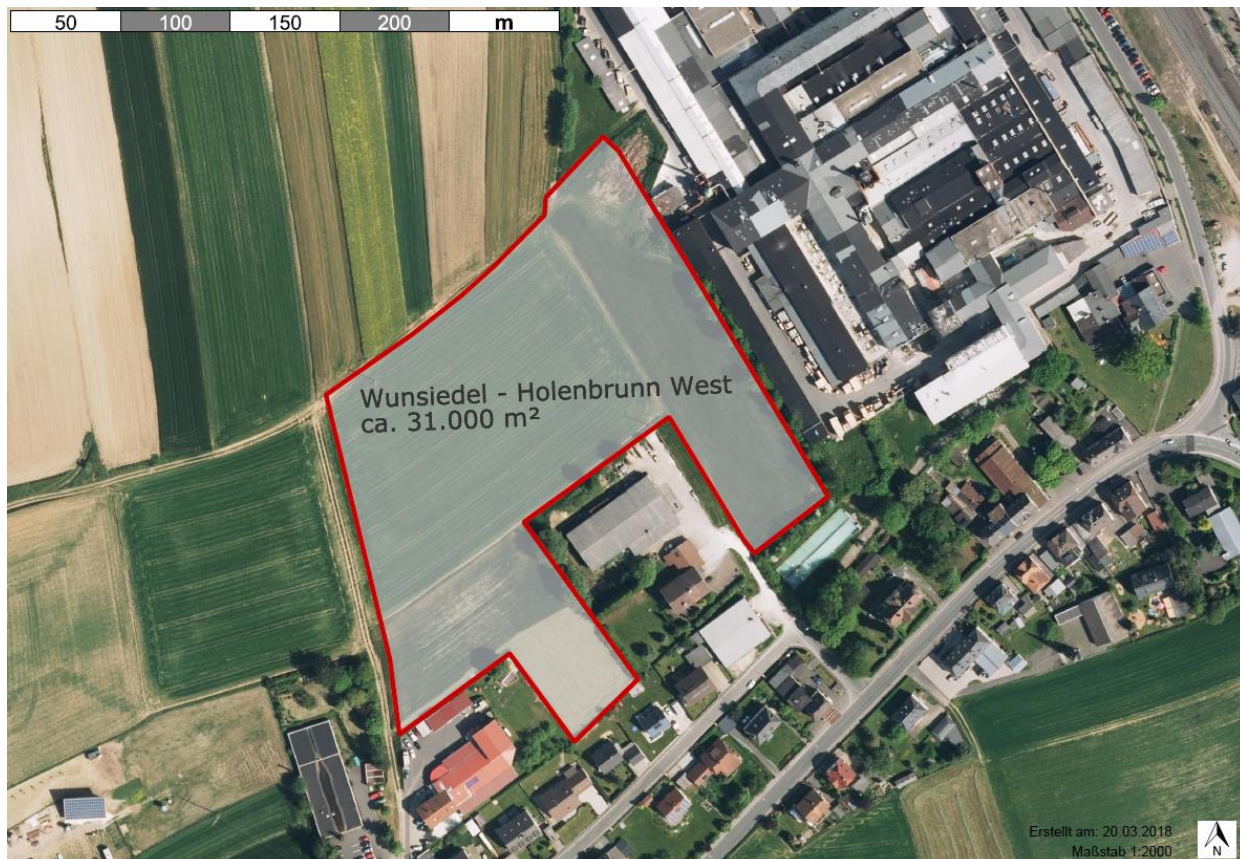 50 100 150 200 m
Wunsiedel - Holenbrunn West
ca. 31.000 m²
Erstellt am: 20.03.2018
Maßstab 1:2000
N